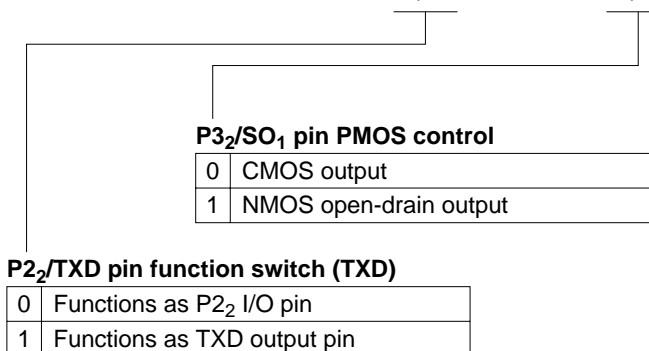 P3₂/SO₁ pin PMOS control
0 CMOS output
1 NMOS open-drain output
P2₂/TXD pin function switch (TXD)
0 Functions as P2₂ I/O pin
1 Functions as TXD output pin